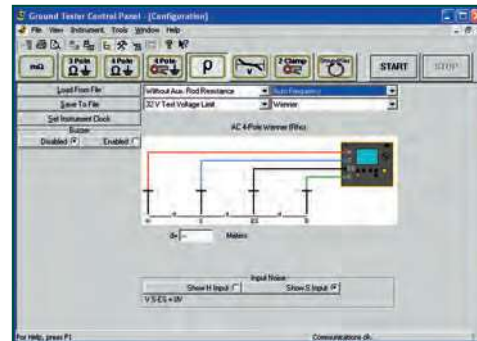 Ground Tester Control Panel - [Configuration]
File View Instrument Tools Window Help
mΩ 3 Pole Ω 4 Pole Ω 4 Pole ρ V 2 Clamp START STOP
Load From File Without Aux. Rod Resistance Auto Frequency
Save To File 32 V Test Voltage Limit Wenner
Set Instrument Clock
Buzzer
Disabled Enabled
AC 4-Pole Wenner (Rho)
H S ES E
d= -- Meters
Input Noise
Show H Input Show S Input
V S-ES = 0V
For Help, press F1 Communications ok.